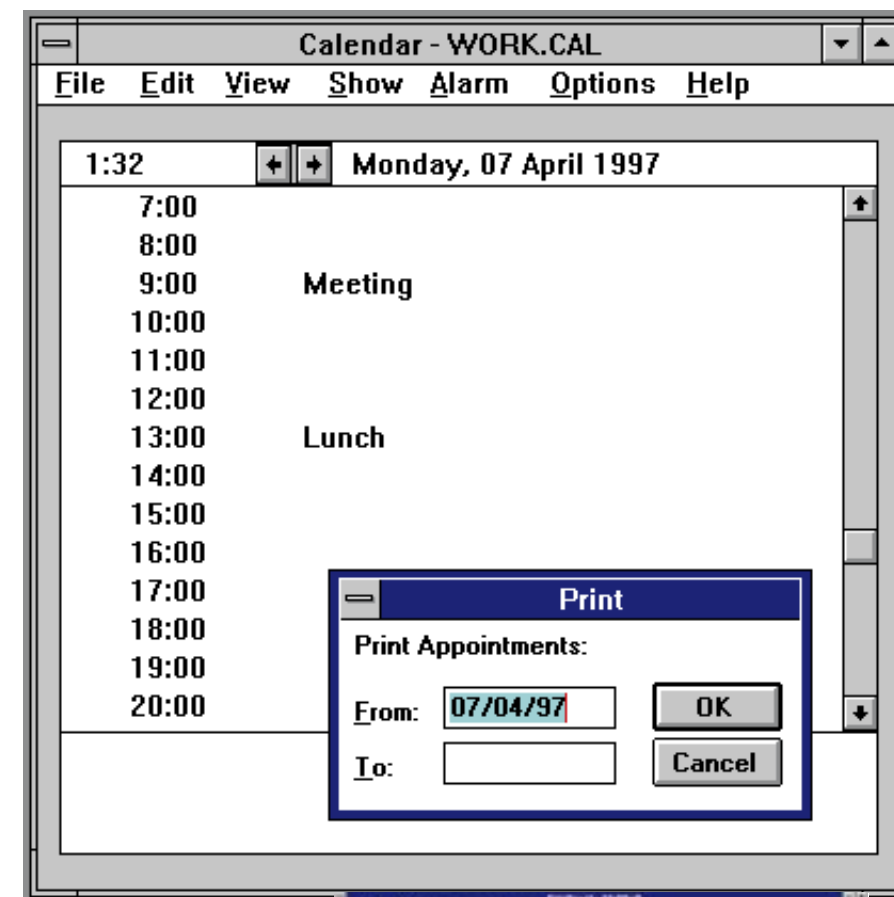 Calendar - WORK.CAL
File Edit View Show Alarm Options Help
1:32 Monday, 07 April 1997
7:00
8:00
9:00 Meeting
10:00
11:00
12:00
13:00 Lunch
14:00
15:00
16:00
17:00
18:00
19:00
20:00
Print
Print Appointments:
From: 07/04/97 OK
To: Cancel